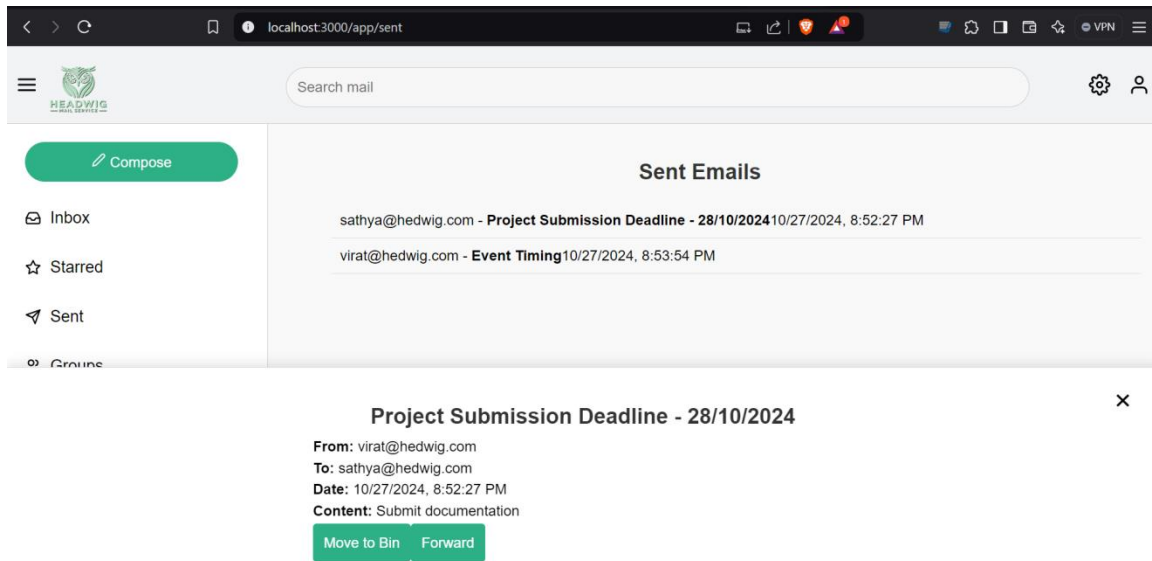 localhost:3000/app/sent
VPN
HEADWIG
MAIL SERVICE
Search mail
Compose
Sent Emails
Inbox
sathya@hedwig.com - Project Submission Deadline - 28/10/202410/27/2024, 8:52:27 PM
virat@hedwig.com - Event Timing10/27/2024, 8:53:54 PM
Starred
Sent
Groups
Project Submission Deadline - 28/10/2024
From: virat@hedwig.com
To: sathya@hedwig.com
Date: 10/27/2024, 8:52:27 PM
Content: Submit documentation
Move to Bin Forward